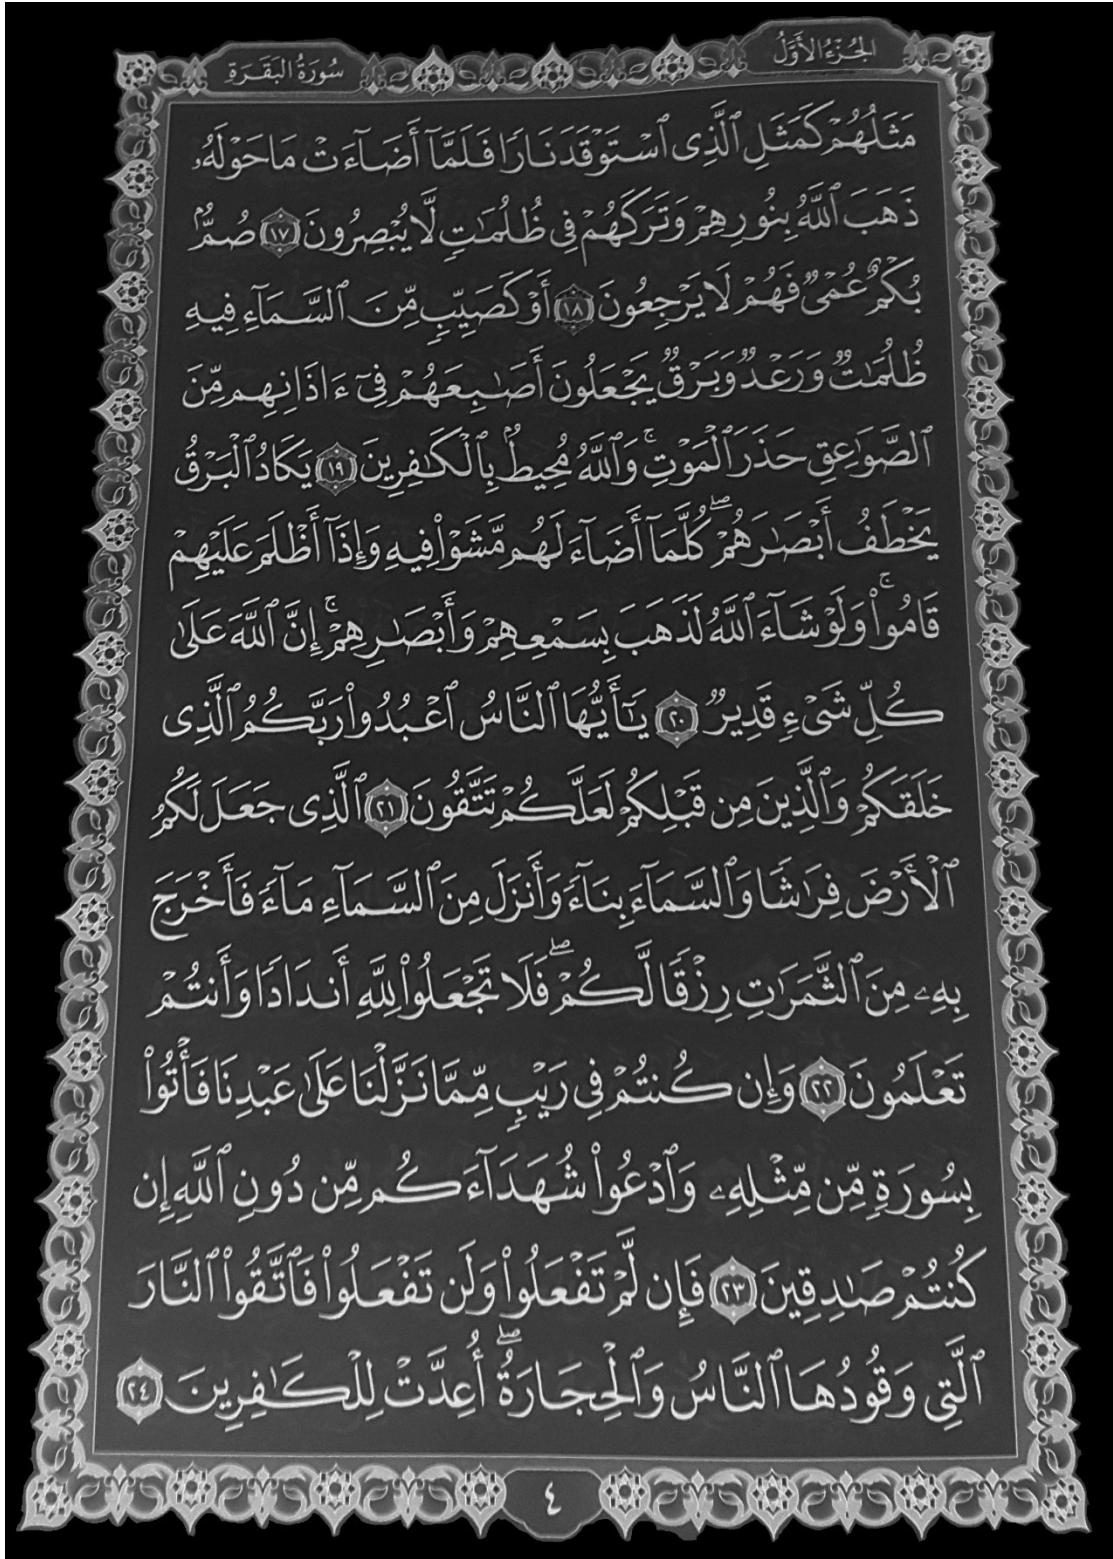 الجُزْءُ الأَوَّلُ
سُورَةُ البَقَرَةِ
مَثَلُهُمْ كَمَثَلِ ٱلَّذِى ٱسْتَوْقَدَ نَارًا فَلَمَّآ أَضَآءَتْ مَا حَوْلَهُۥ
ذَهَبَ ٱللَّهُ بِنُورِهِمْ وَتَرَكَهُمْ فِى ظُلُمَٰتٍ لَّا يُبْصِرُونَ ١٧ صُمٌّۢ
بُكْمٌ عُمْىٌ فَهُمْ لَا يَرْجِعُونَ ١٨ أَوْ كَصَيِّبٍ مِّنَ ٱلسَّمَآءِ فِيهِ
ظُلُمَٰتٌ وَرَعْدٌ وَبَرْقٌ يَجْعَلُونَ أَصَٰبِعَهُمْ فِىٓ ءَاذَانِهِم مِّنَ
ٱلصَّوَٰعِقِ حَذَرَ ٱلْمَوْتِ ۚ وَٱللَّهُ مُحِيطٌۢ بِٱلْكَٰفِرِينَ ١٩ يَكَادُ ٱلْبَرْقُ
يَخْطَفُ أَبْصَٰرَهُمْ ۖ كُلَّمَآ أَضَآءَ لَهُم مَّشَوْا۟ فِيهِ وَإِذَآ أَظْلَمَ عَلَيْهِمْ
قَامُوا۟ ۚ وَلَوْ شَآءَ ٱللَّهُ لَذَهَبَ بِسَمْعِهِمْ وَأَبْصَٰرِهِمْ ۚ إِنَّ ٱللَّهَ عَلَىٰ
كُلِّ شَىْءٍ قَدِيرٌ ٢٠ يَٰٓأَيُّهَا ٱلنَّاسُ ٱعْبُدُوا۟ رَبَّكُمُ ٱلَّذِى
خَلَقَكُمْ وَٱلَّذِينَ مِن قَبْلِكُمْ لَعَلَّكُمْ تَتَّقُونَ ٢١ ٱلَّذِى جَعَلَ لَكُمُ
ٱلْأَرْضَ فِرَٰشًا وَٱلسَّمَآءَ بِنَآءً وَأَنزَلَ مِنَ ٱلسَّمَآءِ مَآءً فَأَخْرَجَ
بِهِۦ مِنَ ٱلثَّمَرَٰتِ رِزْقًا لَّكُمْ ۖ فَلَا تَجْعَلُوا۟ لِلَّهِ أَندَادًا وَأَنتُمْ
تَعْلَمُونَ ٢٢ وَإِن كُنتُمْ فِى رَيْبٍ مِّمَّا نَزَّلْنَا عَلَىٰ عَبْدِنَا فَأْتُوا۟
بِسُورَةٍ مِّن مِّثْلِهِۦ وَٱدْعُوا۟ شُهَدَآءَكُم مِّن دُونِ ٱللَّهِ إِن
كُنتُمْ صَٰدِقِينَ ٢٣ فَإِن لَّمْ تَفْعَلُوا۟ وَلَن تَفْعَلُوا۟ فَٱتَّقُوا۟ ٱلنَّارَ
ٱلَّتِى وَقُودُهَا ٱلنَّاسُ وَٱلْحِجَارَةُ ۖ أُعِدَّتْ لِلْكَٰفِرِينَ ٢٤
٤